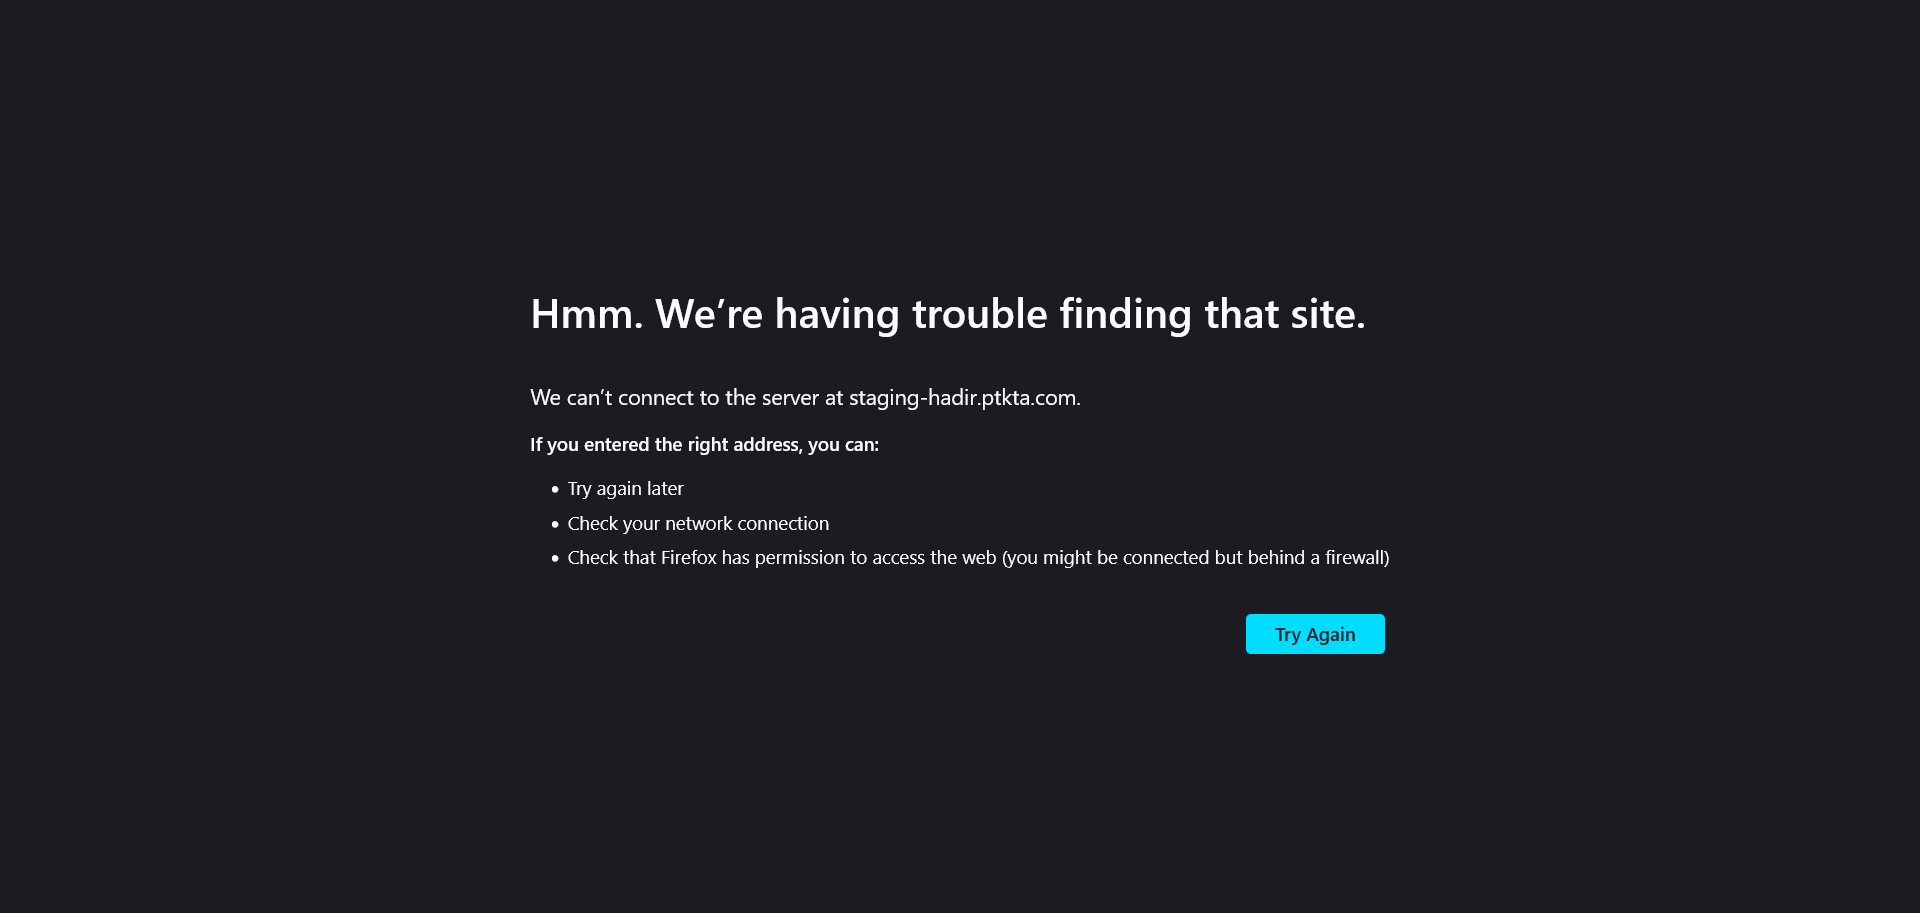 Hmm. We’re having trouble finding that site.
We can’t connect to the server at staging-hadir.ptkta.com.
If you entered the right address, you can:
• Try again later
• Check your network connection
• Check that Firefox has permission to access the web (you might be connected but behind a firewall)
Try Again